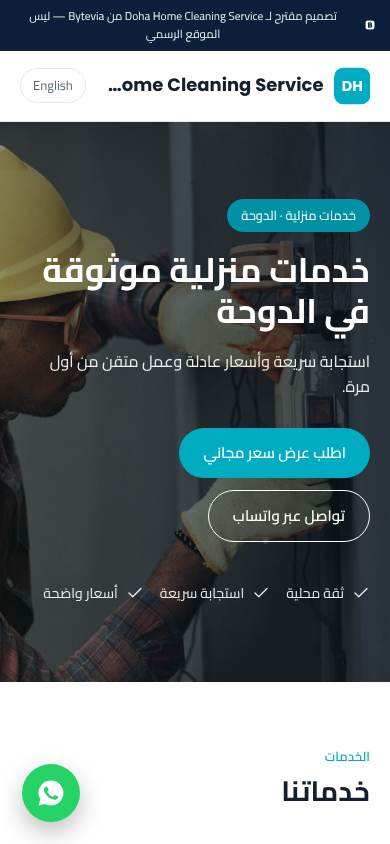 تصميم مقترح لـ Doha Home Cleaning Service من Bytevia — ليس
الموقع الرسمي
B
DH
ome Cleaning Service...
English
خدمات منزلية · الدوحة
خدمات منزلية موثوقة
في الدوحة
استجابة سريعة وأسعار عادلة وعمل متقن من أول
مرة.
اطلب عرض سعر مجاني
تواصل عبر واتساب
ثقة محلية استجابة سريعة أسعار واضحة
الخدمات
خدماتنا